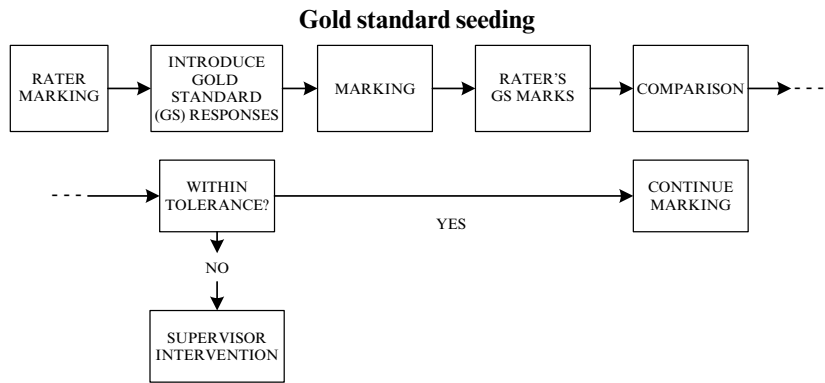 Gold standard seeding
RATER
MARKING
INTRODUCE
GOLD
STANDARD
(GS) RESPONSES
MARKING
RATER’S
GS MARKS
COMPARISON
WITHIN
TOLERANCE?
YES
CONTINUE
MARKING
NO
SUPERVISOR
INTERVENTION